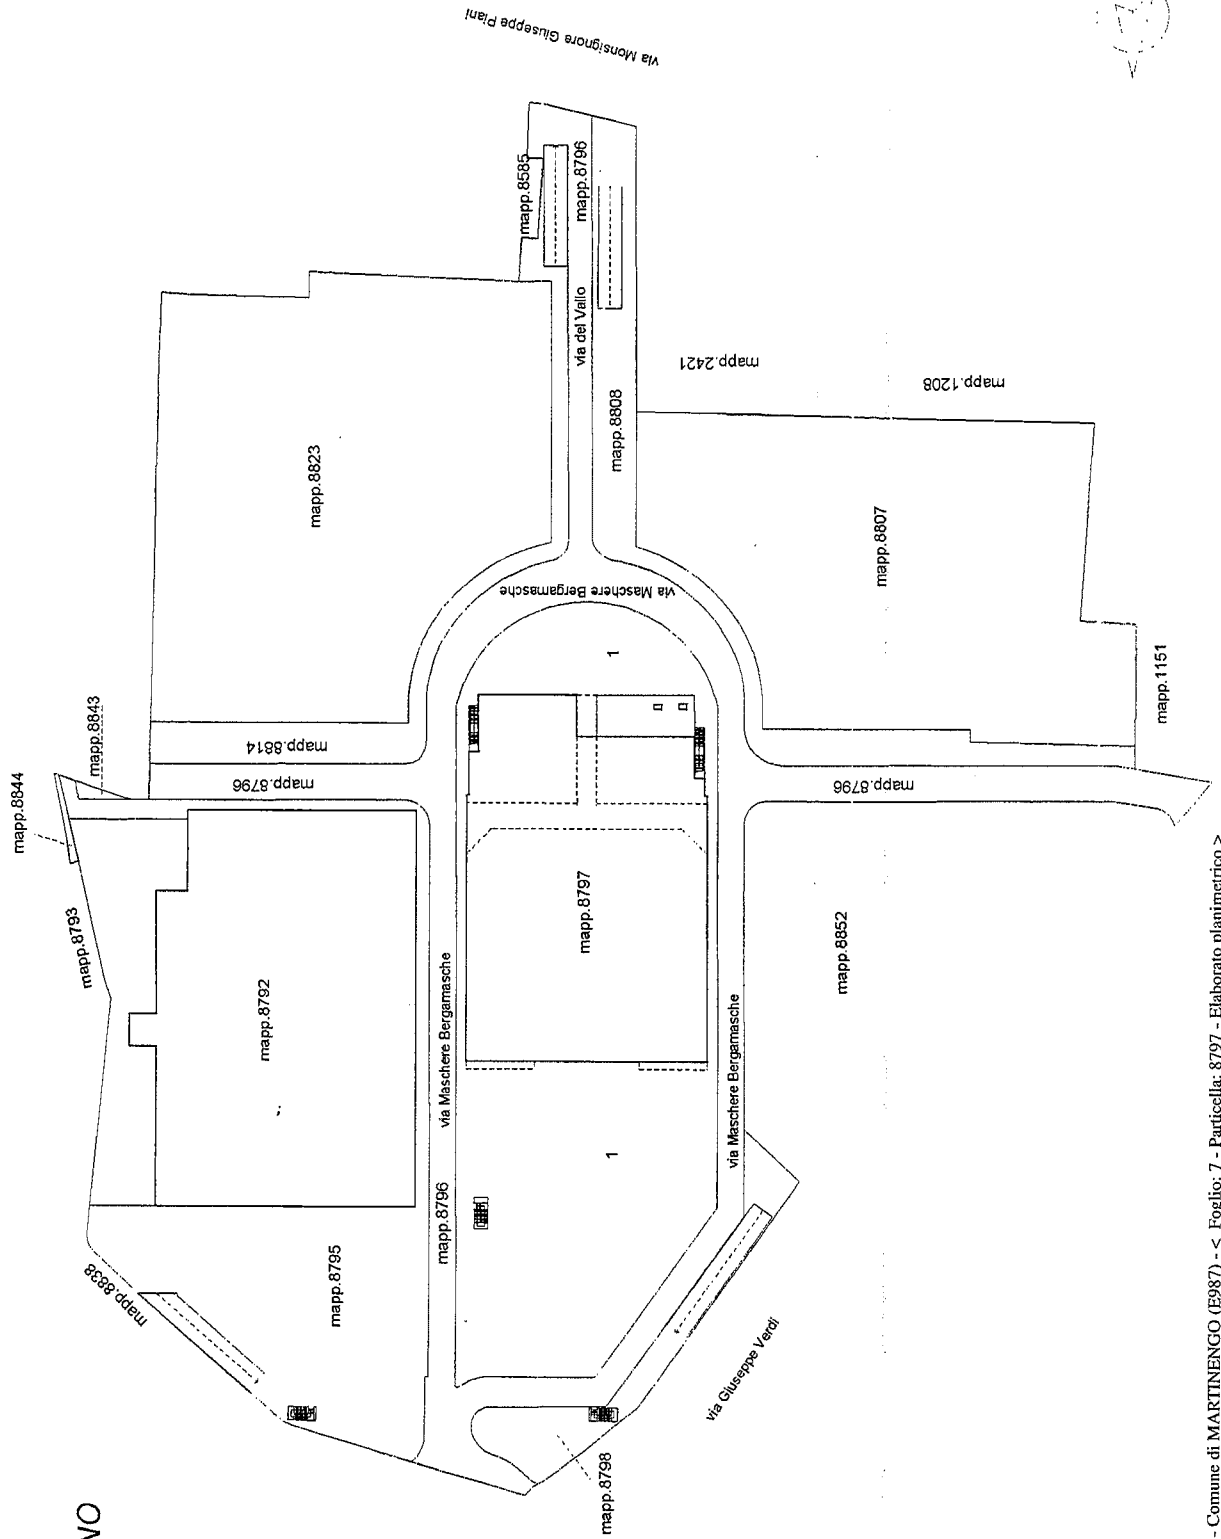 via Monsignore Giuseppe Piani
mapp.8585
mapp.8796
via del Vallo
mapp.2421
mapp.1208
mapp.8808
mapp.8823
mapp.8807
via Maschere Bergamasche
1
mapp.1151
mapp.8843
mapp.8814
mapp.8844
mapp.8796
mapp.8796
mapp.8793
mapp.8797
mapp.8852
mapp.8792
via Maschere Bergamasche
via Maschere Bergamasche
1
mapp.8796
mapp.8838
mapp.8795
via Giuseppe Verdi
mapp.8798
NO
- Comune di MARTINENGO (E987) - < Foglio: 7 - Particella: 8797 - Elaborato planimetrico >